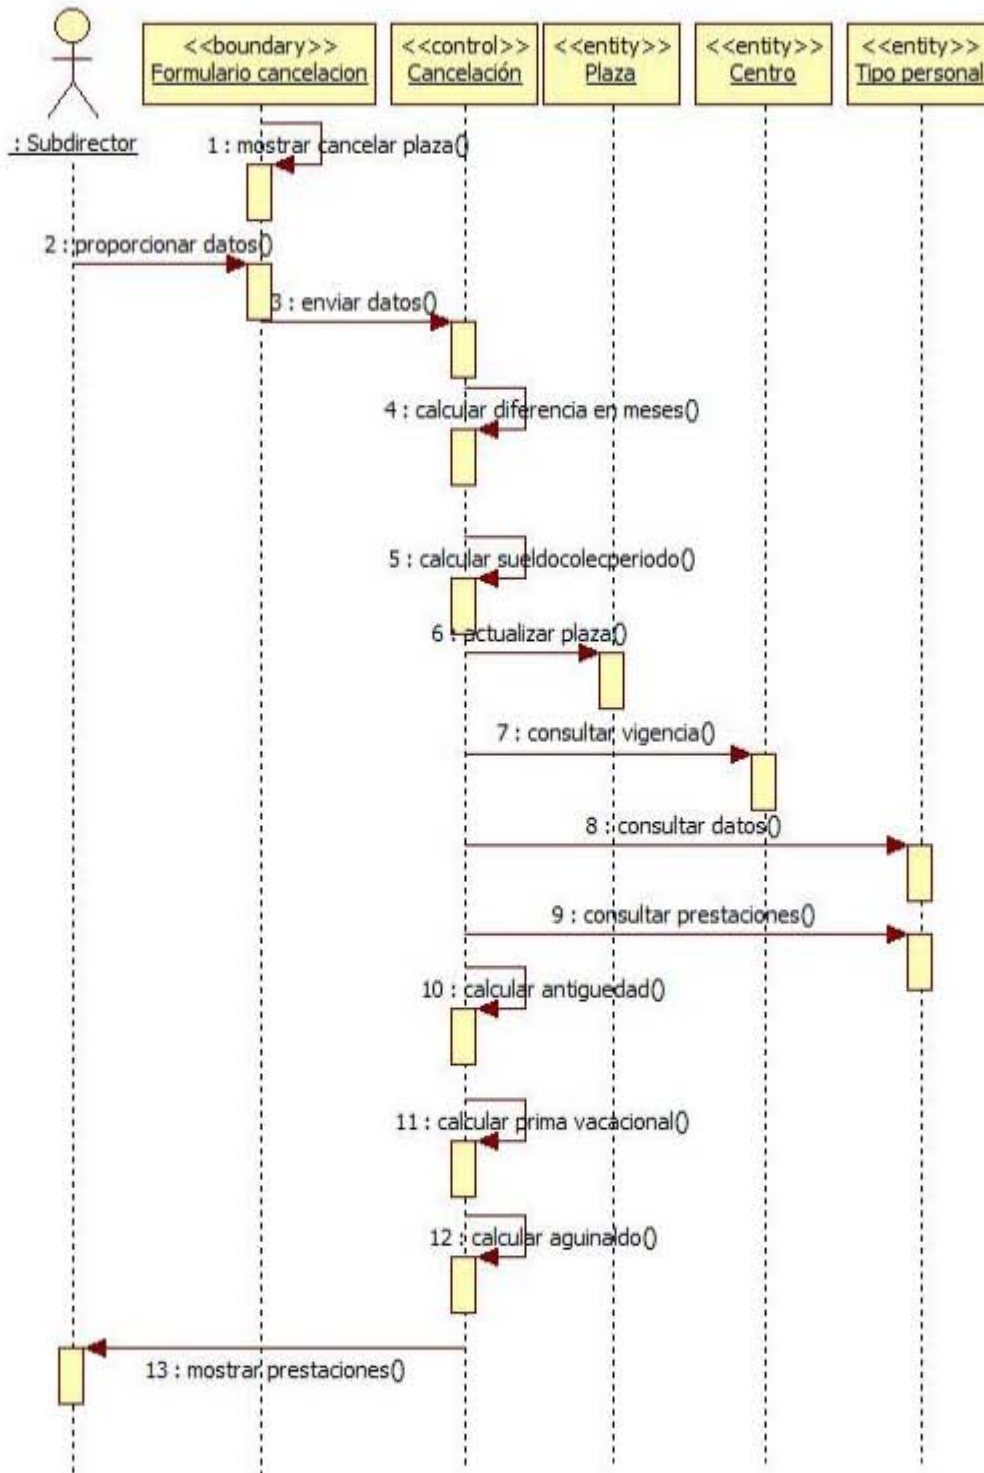 <<boundary>>
Formulario cancelacion
<<control>>
Cancelación
<<entity>>
Plaza
<<entity>>
Centro
<<entity>>
Tipo personal
: Subdirector
1 : mostrar cancelar plaza()
2 : proporcionar datos()
3 : enviar datos()
4 : calcular diferencia en meses()
5 : calcular sueldocolecperiodo()
6 : actualizar plaza()
7 : consultar vigencia()
8 : consultar datos()
9 : consultar prestaciones()
10 : calcular antiguedad()
11 : calcular prima vacacional()
12 : calcular aguinaldo()
13 : mostrar prestaciones()